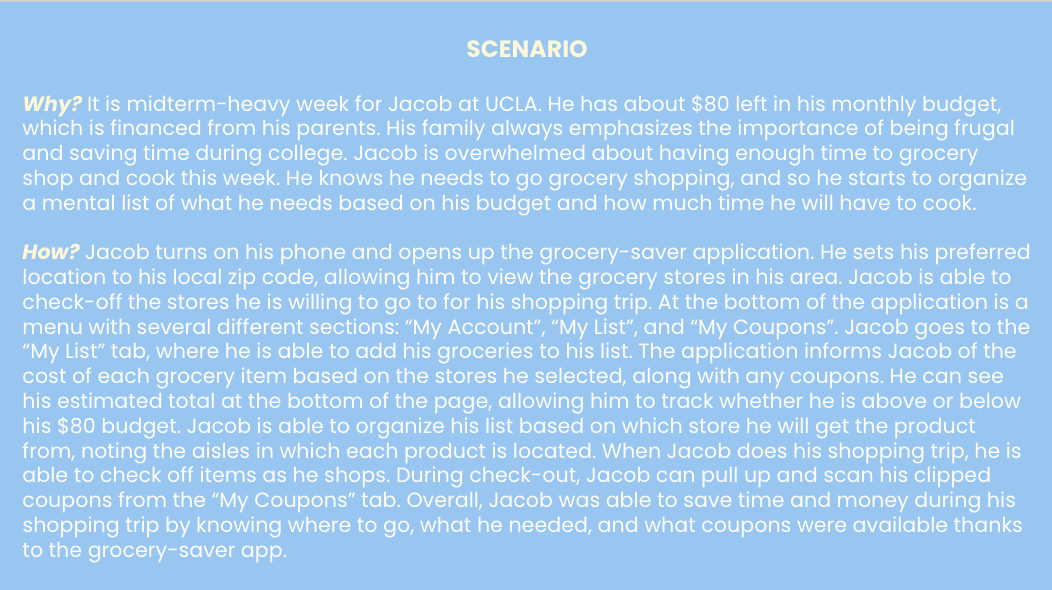 SCENARIO
Why? It is midterm-heavy week for Jacob at UCLA. He has about $80 left in his monthly budget,
which is financed from his parents. His family always emphasizes the importance of being frugal
and saving time during college. Jacob is overwhelmed about having enough time to grocery
shop and cook this week. He knows he needs to go grocery shopping, and so he starts to organize
a mental list of what he needs based on his budget and how much time he will have to cook.
How? Jacob turns on his phone and opens up the grocery-saver application. He sets his preferred
location to his local zip code, allowing him to view the grocery stores in his area. Jacob is able to
check-off the stores he is willing to go to for his shopping trip. At the bottom of the application is a
menu with several different sections: “My Account”, “My List”, and “My Coupons”. Jacob goes to the
“My List” tab, where he is able to add his groceries to his list. The application informs Jacob of the
cost of each grocery item based on the stores he selected, along with any coupons. He can see
his estimated total at the bottom of the page, allowing him to track whether he is above or below
his $80 budget. Jacob is able to organize his list based on which store he will get the product
from, noting the aisles in which each product is located. When Jacob does his shopping trip, he is
able to check off items as he shops. During check-out, Jacob can pull up and scan his clipped
coupons from the “My Coupons” tab. Overall, Jacob was able to save time and money during his
shopping trip by knowing where to go, what he needed, and what coupons were available thanks
to the grocery-saver app.